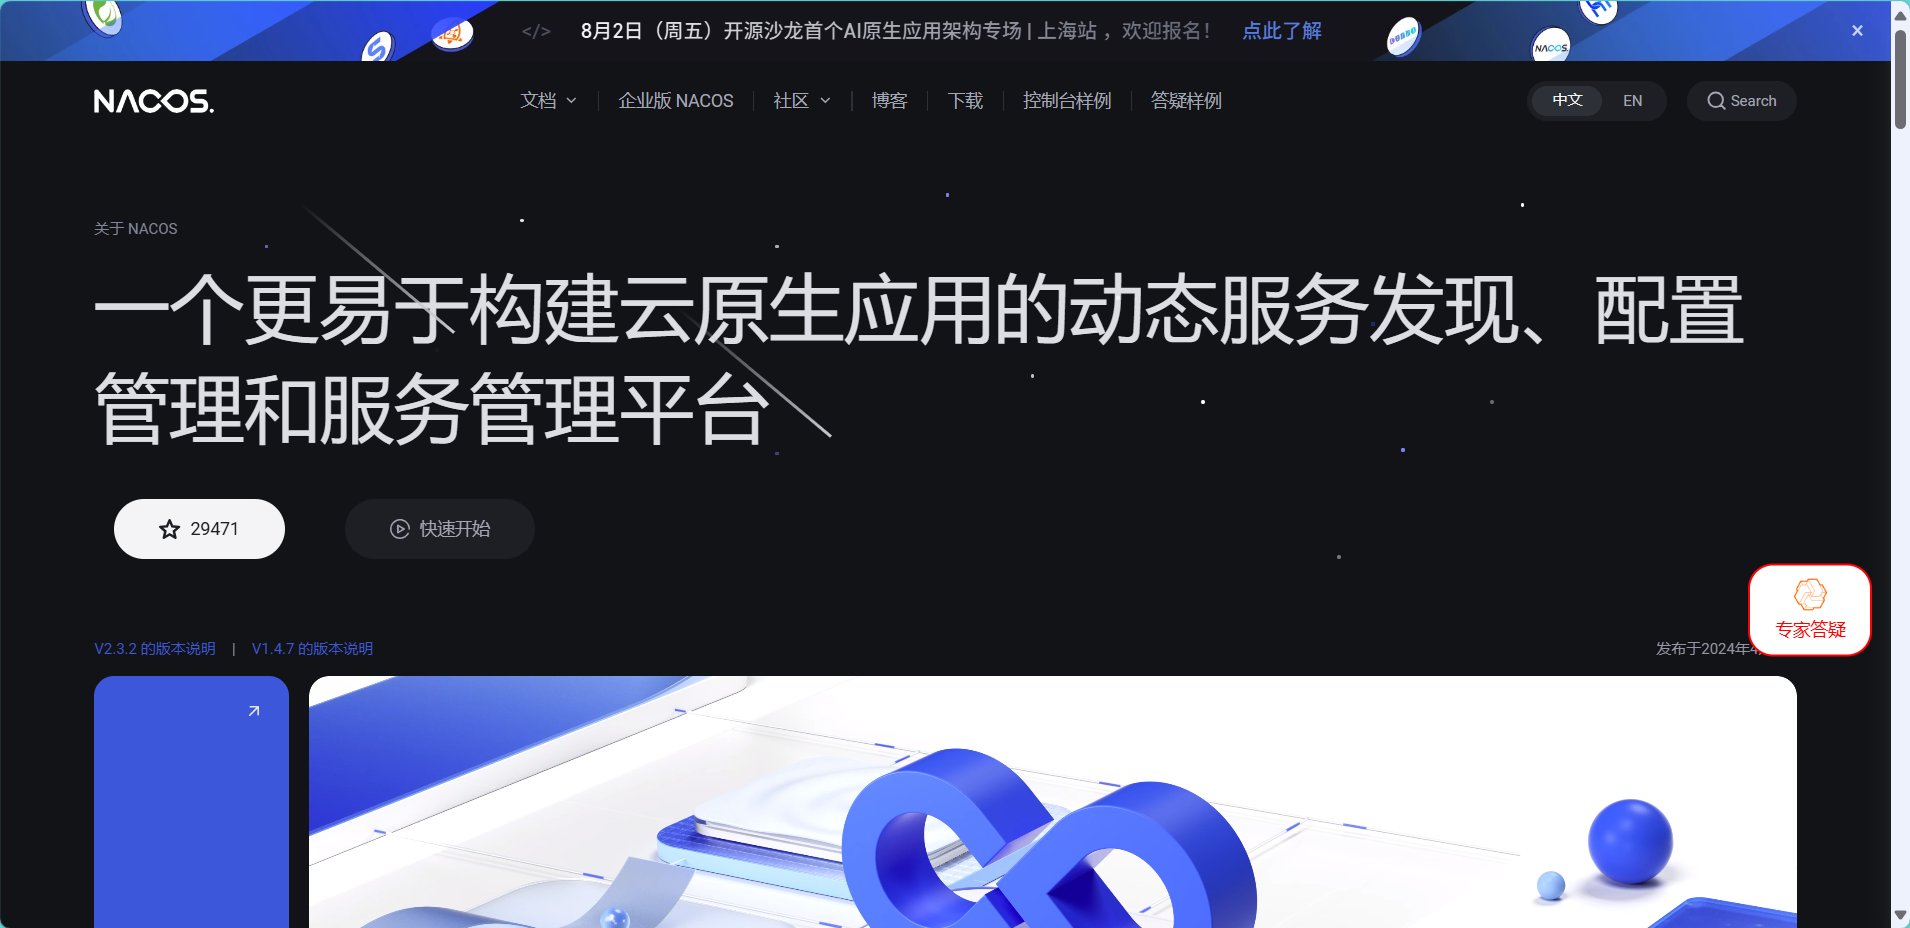 </> 8月2日（周五）开源沙龙首个AI原生应用架构专场 | 上海站 ，欢迎报名！ 点此了解
NACOS.
NACOS.
文档 企业版 NACOS 社区 博客 下载 控制台样例 答疑样例
中文 EN Search
关于 NACOS
一个更易于构建云原生应用的动态服务发现、配置
管理和服务管理平台
29471 快速开始
专家答疑
V2.3.2 的版本说明 | V1.4.7 的版本说明
发布于2024年4